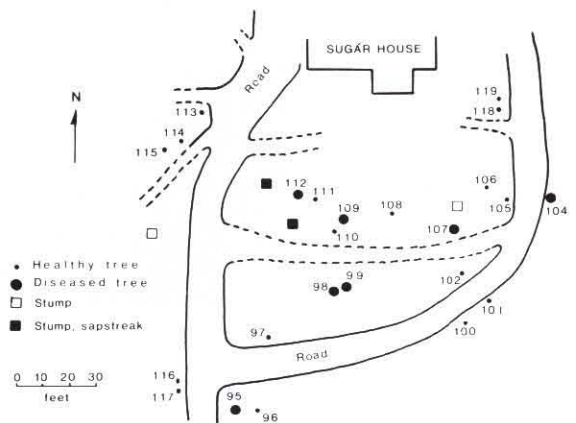 SUGAR HOUSE
Road
N
119
118
113
114
115
112
111
109
108
106
105
104
110
107
102
99
98
101
100
97
Road
Healthy tree
Diseased tree
Stump
Stump, sapstreak
0 10 20 30
feet
116
117
95
96